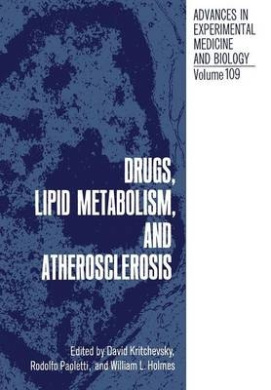 ADVANCES IN
EXPERIMENTAL
MEDICINE
AND BIOLOGY
Volume 109
DRUGS,
LIPID METABOLISM,
AND
ATHEROSCLEROSIS
Edited by David Kritchevsky,
Rodolfo Paoletti, and William L. Holmes